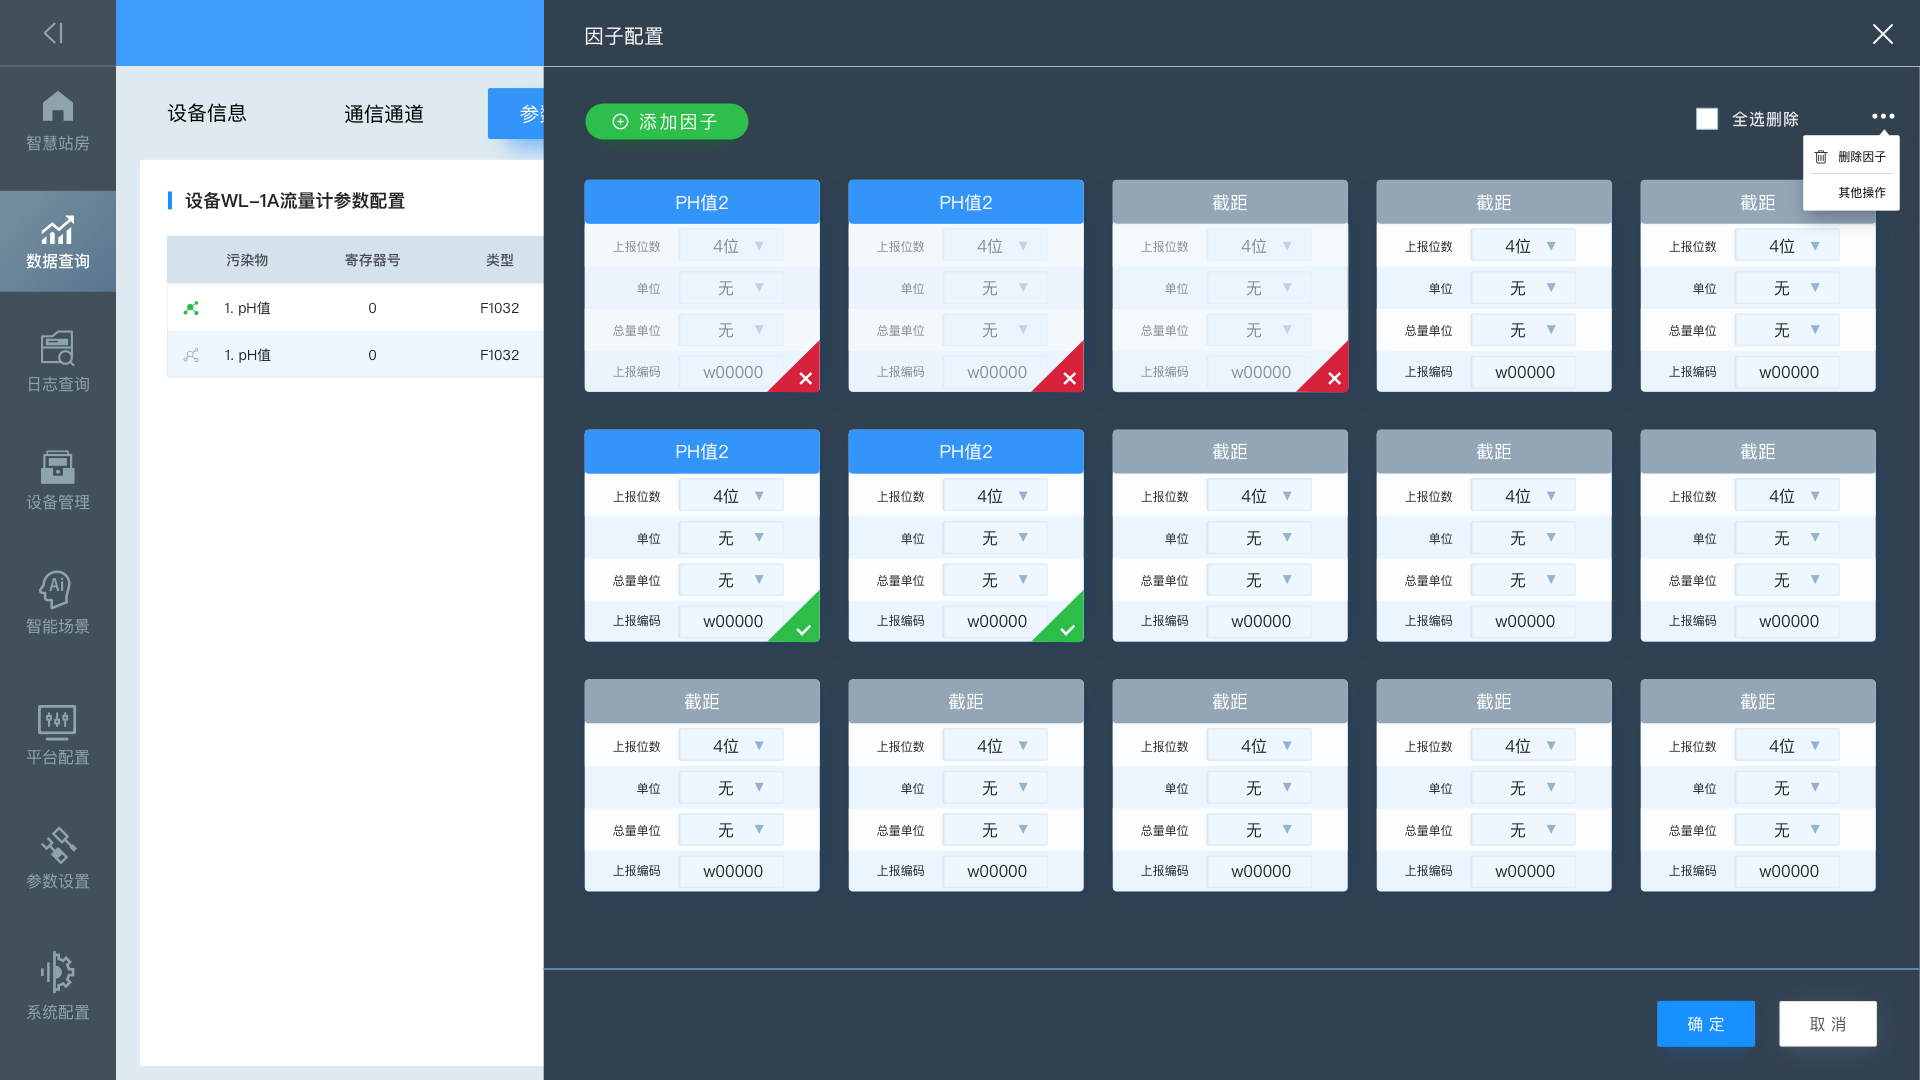 因子配置
智慧站房
数据查询
日志查询
设备管理
Ai
智能场景
平台配置
参数设置
系统配置
设备信息
通信通道
设备WL-1A流量计参数配置
污染物 寄存器号 类型
1. pH值 0 F1032
1. pH值 0 F1032
添加因子
全选删除
删除因子
其他操作
PH值2 PH值2 截距 截距 截距
上报位数 4位 上报位数 4位 上报位数 4位 上报位数 4位 上报位数 4位
单位 无 单位 无 单位 无 单位 无 单位 无
总量单位 无 总量单位 无 总量单位 无 总量单位 无 总量单位 无
上报编码 w00000 上报编码 w00000 上报编码 w00000 上报编码 w00000 上报编码 w00000
PH值2 PH值2 截距 截距 截距
上报位数 4位 上报位数 4位 上报位数 4位 上报位数 4位 上报位数 4位
单位 无 单位 无 单位 无 单位 无 单位 无
总量单位 无 总量单位 无 总量单位 无 总量单位 无 总量单位 无
上报编码 w00000 上报编码 w00000 上报编码 w00000 上报编码 w00000 上报编码 w00000
截距 截距 截距 截距 截距
上报位数 4位 上报位数 4位 上报位数 4位 上报位数 4位 上报位数 4位
单位 无 单位 无 单位 无 单位 无 单位 无
总量单位 无 总量单位 无 总量单位 无 总量单位 无 总量单位 无
上报编码 w00000 上报编码 w00000 上报编码 w00000 上报编码 w00000 上报编码 w00000
确 定
取 消